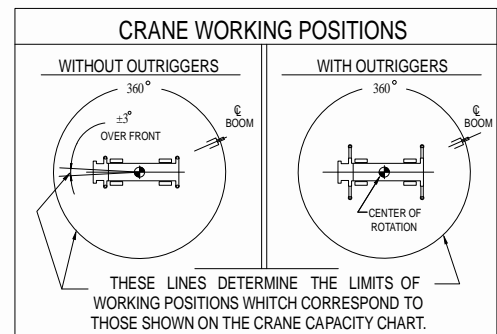 CRANE WORKING POSITIONS
WITHOUT OUTRIGGERS
360°
±3°
OVER FRONT
℄
BOOM
WITH OUTRIGGERS
360°
℄
BOOM
CENTER OF
ROTATION
THESE LINES DETERMINE THE LIMITS OF
WORKING POSITIONS WHITCH CORRESPOND TO
THOSE SHOWN ON THE CRANE CAPACITY CHART.